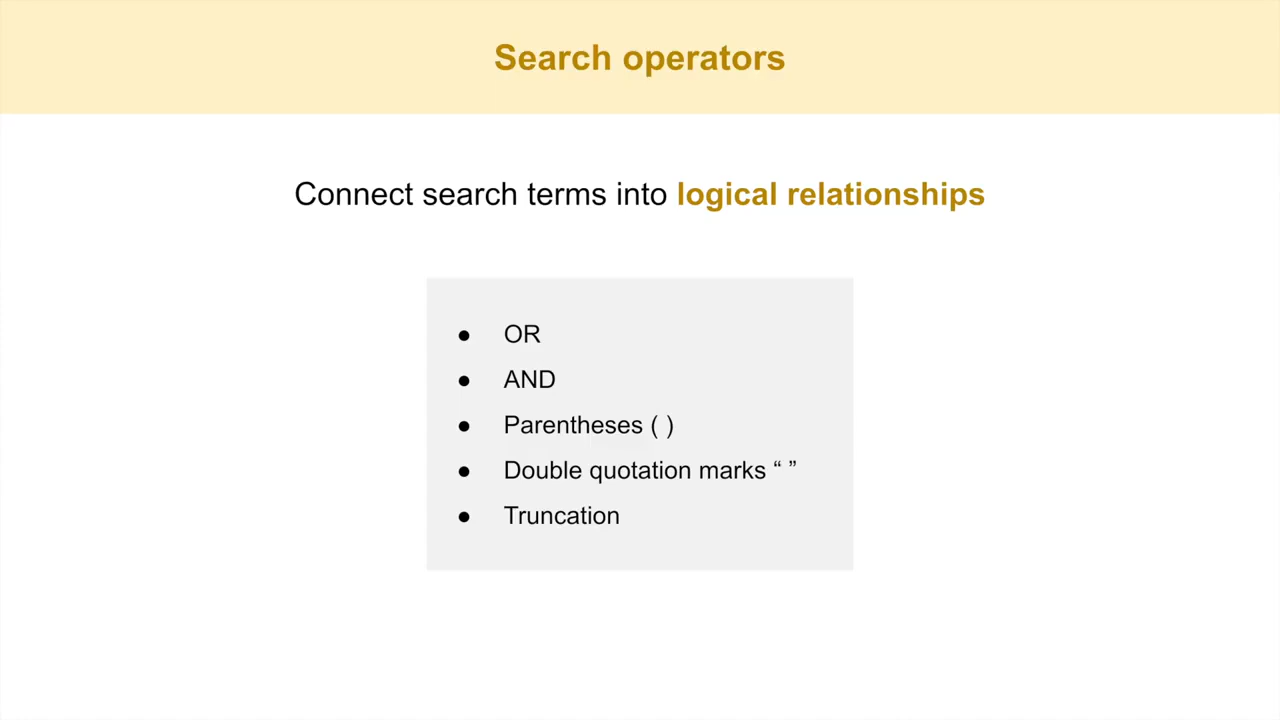 Search operators
Connect search terms into logical relationships
● OR
● AND
● Parentheses ( )
● Double quotation marks “ ”
● Truncation